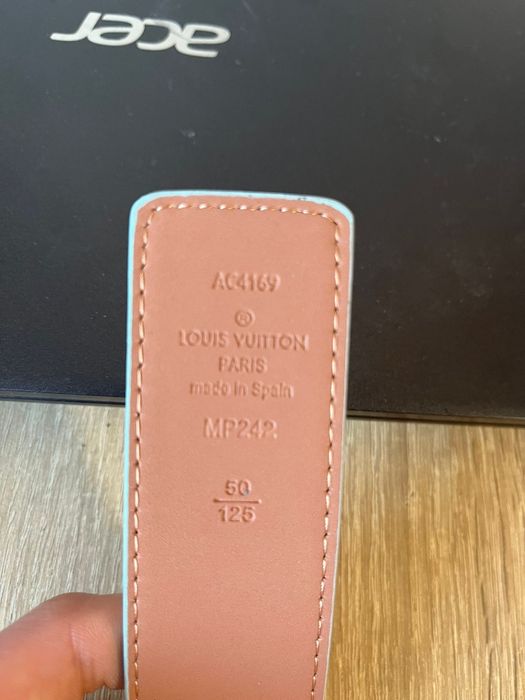 acer
AC4169
®
LOUIS VUITTON
PARIS
made in Spain
MP242
50
125